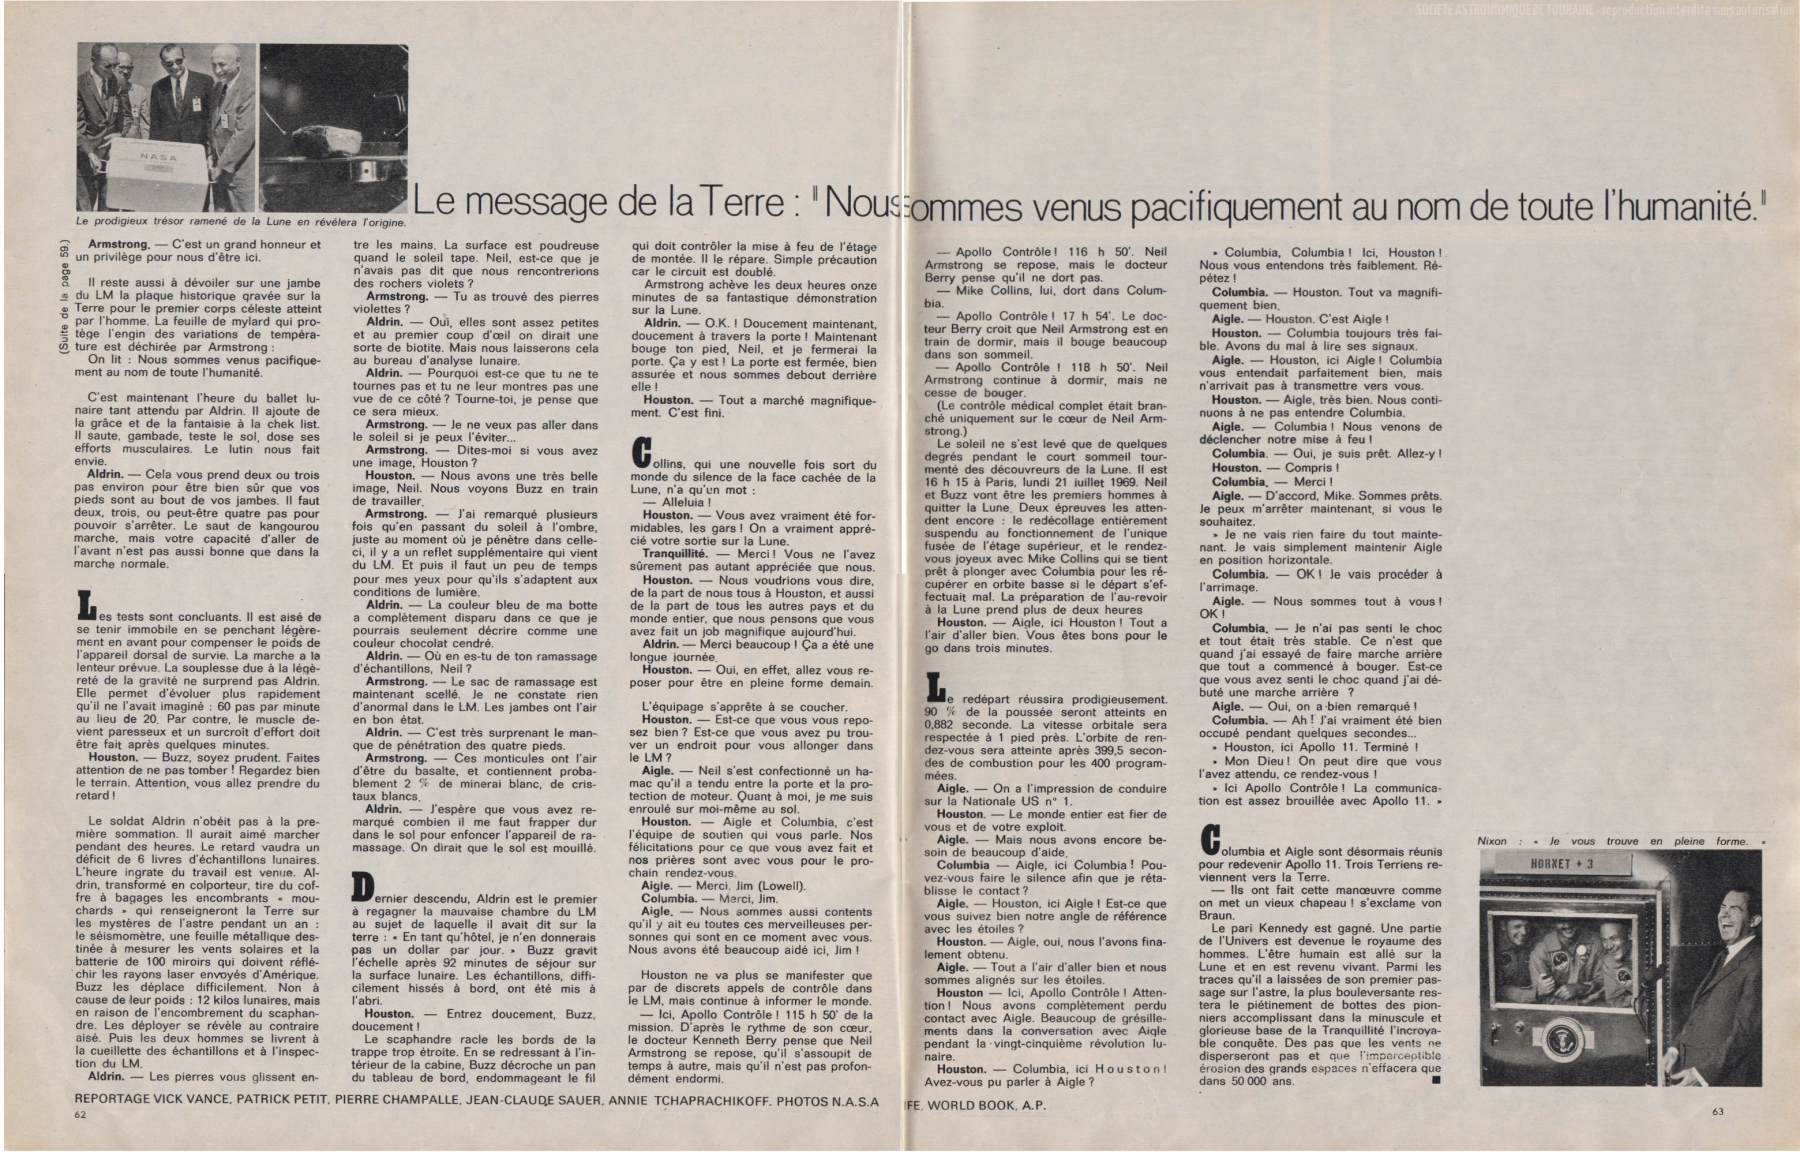 SOCIETE ASTRONOMIQUE DE TOURAINE - reproduction interdite sans autorisation
NASA
Le prodigieux trésor ramené de la Lune en révélera l'origine.
Le message de la Terre : "Nous sommes venus pacifiquement au nom de toute l'humanité."
(Suite de la page 59.)
Armstrong. — C'est un grand honneur et
un privilège pour nous d'être ici.
Il reste aussi à dévoiler sur une jambe
du LM la plaque historique gravée sur la
Terre pour le premier corps céleste atteint
par l'homme. La feuille de mylard qui pro-
tège l'engin des variations de tempéra-
ture est déchirée par Armstrong :
On lit : Nous sommes venus pacifique-
ment au nom de toute l'humanité.
C'est maintenant l'heure du ballet lu-
naire tant attendu par Aldrin. Il ajoute de
la grâce et de la fantaisie à la chek list.
Il saute, gambade, teste le sol, dose ses
efforts musculaires. Le lutin nous fait
envie.
Aldrin. — Cela vous prend deux ou trois
pas environ pour être bien sûr que vos
pieds sont au bout de vos jambes. Il faut
deux, trois, ou peut-être quatre pas pour
pouvoir s'arrêter. Le saut de kangourou
marche, mais votre capacité d'aller de
l'avant n'est pas aussi bonne que dans la
marche normale.
Les tests sont concluants. Il est aisé de
se tenir immobile en se penchant légère-
ment en avant pour compenser le poids de
l'appareil dorsal de survie. La marche a la
lenteur prévue. La souplesse due à la légè-
reté de la gravité ne surprend pas Aldrin.
Elle permet d'évoluer plus rapidement
qu'il ne l'avait imaginé : 60 pas par minute
au lieu de 20. Par contre, le muscle de-
vient paresseux et un surcroît d'effort doit
être fait après quelques minutes.
Houston. — Buzz, soyez prudent. Faites
attention de ne pas tomber ! Regardez bien
le terrain. Attention, vous allez prendre du
retard !
Le soldat Aldrin n'obéit pas à la pre-
mière sommation. Il aurait aimé marcher
pendant des heures. Le retard vaudra un
déficit de 6 livres d'échantillons lunaires.
L'heure ingrate du travail est venue. Al-
drin, transformé en colporteur, tire du cof-
fre à bagages les encombrants « mou-
chards » qui renseigneront la Terre sur
les mystères de l'astre pendant un an :
le séismomètre, une feuille métallique des-
tinée à mesurer les vents solaires et la
batterie de 100 miroirs qui doivent réflé-
chir les rayons laser envoyés d'Amérique.
Buzz les déplace difficilement. Non à
cause de leur poids : 12 kilos lunaires, mais
en raison de l'encombrement du scaphan-
dre. Les déployer se révèle au contraire
aisé. Puis les deux hommes se livrent à
la cueillette des échantillons et à l'inspec-
tion du LM.
Aldrin. — Les pierres vous glissent en-
tre les mains. La surface est poudreuse
quand le soleil tape. Neil, est-ce que je
n'avais pas dit que nous rencontrerions
des rochers violets ?
Armstrong. — Tu as trouvé des pierres
violettes ?
Aldrin. — Oui, elles sont assez petites
et au premier coup d'œil on dirait une
sorte de biotite. Mais nous laisserons cela
au bureau d'analyse lunaire.
Aldrin. — Pourquoi est-ce que tu ne te
tournes pas et tu ne leur montres pas une
vue de ce côté ? Tourne-toi, je pense que
ce sera mieux.
Armstrong. — Je ne veux pas aller dans
le soleil si je peux l'éviter...
Armstrong. — Dites-moi si vous avez
une image, Houston ?
Houston. — Nous avons une très belle
image, Neil. Nous voyons Buzz en train
de travailler.
Armstrong. — J'ai remarqué plusieurs
fois qu'en passant du soleil à l'ombre,
juste au moment où je pénètre dans celle-
ci, il y a un reflet supplémentaire qui vient
du LM. Et puis il faut un peu de temps
pour mes yeux pour qu'ils s'adaptent aux
conditions de lumière.
Aldrin. — La couleur bleu de ma botte
a complètement disparu dans ce que je
pourrais seulement décrire comme une
couleur chocolat cendré.
Aldrin. — Où en es-tu de ton ramassage
d'échantillons, Neil ?
Armstrong. — Le sac de ramassage est
maintenant scellé. Je ne constate rien
d'anormal dans le LM. Les jambes ont l'air
en bon état.
Aldrin. — C'est très surprenant le man-
que de pénétration des quatre pieds.
Armstrong. — Ces monticules ont l'air
d'être du basalte, et contiennent proba-
blement 2 % de minerai blanc, de cris-
taux blancs.
Aldrin. — J'espère que vous avez re-
marqué combien il me faut frapper dur
dans le sol pour enfoncer l'appareil de ra-
massage. On dirait que le sol est mouillé.
Dernier descendu, Aldrin est le premier
à regagner la mauvaise chambre du LM
au sujet de laquelle il avait dit sur la
terre : « En tant qu'hôtel, je n'en donnerais
pas un dollar par jour. » Buzz gravit
l'échelle après 92 minutes de séjour sur
la surface lunaire. Les échantillons, diffi-
cilement hissés à bord, ont été mis à
l'abri.
Houston. — Entrez doucement, Buzz,
doucement !
Le scaphandre racle les bords de la
trappe trop étroite. En se redressant à l'in-
térieur de la cabine, Buzz décroche un pan
du tableau de bord, endommageant le fil
qui doit contrôler la mise à feu de l'étage
de montée. Il le répare. Simple précaution
car le circuit est doublé.
Armstrong achève les deux heures onze
minutes de sa fantastique démonstration
sur la Lune.
Aldrin. — O.K. ! Doucement maintenant,
doucement à travers la porte ! Maintenant
bouge ton pied, Neil, et je fermerai la
porte. Ça y est ! La porte est fermée, bien
assurée et nous sommes debout derrière
elle !
Houston. — Tout a marché magnifique-
ment. C'est fini.
Collins, qui une nouvelle fois sort du
monde du silence de la face cachée de la
Lune, n'a qu'un mot :
— Alleluia !
Houston. — Vous avez vraiment été for-
midables, les gars ! On a vraiment appré-
cié votre sortie sur la Lune.
Tranquillité. — Merci ! Vous ne l'avez
sûrement pas autant appréciée que nous.
Houston. — Nous voudrions vous dire,
de la part de nous tous à Houston, et aussi
de la part de tous les autres pays et du
monde entier, que nous pensons que vous
avez fait un job magnifique aujourd'hui.
Aldrin. — Merci beaucoup ! Ça a été une
longue journée.
Houston. — Oui, en effet, allez vous re-
poser pour être en pleine forme demain.
L'équipage s'apprête à se coucher.
Houston. — Est-ce que vous vous repo-
sez bien ? Est-ce que vous avez pu trou-
ver un endroit pour vous allonger dans
le LM ?
Aigle. — Neil s'est confectionné un ha-
mac qu'il a tendu entre la porte et la pro-
tection de moteur. Quant à moi, je me suis
enroulé sur moi-même au sol.
Houston. — Aigle et Columbia, c'est
l'équipe de soutien qui vous parle. Nos
félicitations pour ce que vous avez fait et
nos prières sont avec vous pour le pro-
chain rendez-vous.
Aigle. — Merci. Jim (Lowell).
Columbia. — Merci, Jim.
Aigle. — Nous sommes aussi contents
qu'il y ait eu toutes ces merveilleuses per-
sonnes qui sont en ce moment avec vous.
Nous avons été beaucoup aidé ici, Jim !
Houston ne va plus se manifester que
par de discrets appels de contrôle dans
le LM, mais continue à informer le monde.
— Ici, Apollo Contrôle ! 115 h 50' de la
mission. D'après le rythme de son cœur,
le docteur Kenneth Berry pense que Neil
Armstrong se repose, qu'il s'assoupit de
temps à autre, mais qu'il n'est pas profon-
dément endormi.
— Apollo Contrôle ! 116 h 50'. Neil
Armstrong se repose, mais le docteur
Berry pense qu'il ne dort pas.
— Mike Collins, lui, dort dans Colum-
bia.
— Apollo Contrôle ! 17 h 54'. Le doc-
teur Berry croit que Neil Armstrong est en
train de dormir, mais il bouge beaucoup
dans son sommeil.
— Apollo Contrôle ! 118 h 50'. Neil
Armstrong continue à dormir, mais ne
cesse de bouger.
(Le contrôle médical complet était bran-
ché uniquement sur le cœur de Neil Arm-
strong.)
Le soleil ne s'est levé que de quelques
degrés pendant le court sommeil tour-
menté des découvreurs de la Lune. Il est
16 h 15 à Paris, lundi 21 juillet 1969. Neil
et Buzz vont être les premiers hommes à
quitter la Lune. Deux épreuves les atten-
dent encore : le redécollage entièrement
suspendu au fonctionnement de l'unique
fusée de l'étage supérieur, et le rendez-
vous joyeux avec Mike Collins qui se tient
prêt à plonger avec Columbia pour les ré-
cupérer en orbite basse si le départ s'ef-
fectuait mal. La préparation de l'au-revoir
à la Lune prend plus de deux heures
Houston. — Aigle, ici Houston ! Tout a
l'air d'aller bien. Vous êtes bons pour le
go dans trois minutes.
Le redépart réussira prodigieusement.
90 % de la poussée seront atteints en
0,882 seconde. La vitesse orbitale sera
respectée à 1 pied près. L'orbite de ren-
dez-vous sera atteinte après 399,5 secon-
des de combustion pour les 400 program-
mées.
Aigle. — On a l'impression de conduire
sur la Nationale US n° 1.
Houston. — Le monde entier est fier de
vous et de votre exploit.
Aigle. — Mais nous avons encore be-
soin de beaucoup d'aide.
Columbia — Aigle, ici Columbia ! Pou-
vez-vous faire le silence afin que je réta-
blisse le contact ?
Aigle. — Houston, ici Aigle ! Est-ce que
vous suivez bien notre angle de référence
avec les étoiles ?
Houston. — Aigle, oui, nous l'avons fina-
lement obtenu.
Aigle. — Tout a l'air d'aller bien et nous
sommes alignés sur les étoiles.
Houston — Ici, Apollo Contrôle ! Atten-
tion ! Nous avons complètement perdu
contact avec Aigle. Beaucoup de grésille-
ments dans la conversation avec Aigle
pendant la vingt-cinquième révolution lu-
naire.
Houston. — Columbia, ici Houston !
Avez-vous pu parler à Aigle ?
« Columbia, Columbia ! Ici, Houston !
Nous vous entendons très faiblement. Ré-
pétez !
Columbia. — Houston. Tout va magnifi-
quement bien.
Aigle. — Houston. C'est Aigle !
Houston. — Columbia toujours très fai-
ble. Avons du mal à lire ses signaux.
Aigle. — Houston, ici Aigle ! Columbia
vous entendait parfaitement bien, mais
n'arrivait pas à transmettre vers vous.
Houston. — Aigle, très bien. Nous conti-
nuons à ne pas entendre Columbia.
Aigle. — Columbia ! Nous venons de
déclencher notre mise à feu !
Columbia. — Oui, je suis prêt. Allez-y !
Houston. — Compris !
Columbia. — Merci !
Aigle. — D'accord, Mike. Sommes prêts.
Je peux m'arrêter maintenant, si vous le
souhaitez.
« Je ne vais rien faire du tout mainte-
nant. Je vais simplement maintenir Aigle
en position horizontale.
Columbia. — OK ! Je vais procéder à
l'arrimage.
Aigle. — Nous sommes tout à vous !
OK !
Columbia. — Je n'ai pas senti le choc
et tout était très stable. Ce n'est que
quand j'ai essayé de faire marche arrière
que tout a commencé à bouger. Est-ce
que vous avez senti le choc quand j'ai dé-
buté une marche arrière ?
Aigle. — Oui, on a bien remarqué !
Columbia. — Ah ! J'ai vraiment été bien
occupé pendant quelques secondes...
« Houston, ici Apollo 11. Terminé !
« Mon Dieu ! On peut dire que vous
l'avez attendu, ce rendez-vous !
« Ici Apollo Contrôle ! La communica-
tion est assez brouillée avec Apollo 11. »
Columbia et Aigle sont désormais réunis
pour redevenir Apollo 11. Trois Terriens re-
viennent vers la Terre.
— Ils ont fait cette manœuvre comme
on met un vieux chapeau ! s'exclame von
Braun.
Le pari Kennedy est gagné. Une partie
de l'Univers est devenue le royaume des
hommes. L'être humain est allé sur la
Lune et en est revenu vivant. Parmi les
traces qu'il a laissées de son premier pas-
sage sur l'astre, la plus bouleversante res-
tera le piétinement de bottes des pion-
niers accomplissant dans la minuscule et
glorieuse base de la Tranquillité l'incroya-
ble conquête. Dès pas que les vents ne
disperseront pas et que l'imperceptible
érosion des grands espaces n'effacera que
dans 50 000 ans.
Nixon : « Je vous trouve en pleine forme. »
HORNET + 3
REPORTAGE VICK VANCE, PATRICK PETIT, PIERRE CHAMPALLE, JEAN-CLAUDE SAUER, ANNIE TCHAPRACHIKOFF. PHOTOS N.A.S.A
FE, WORLD BOOK, A.P.
62
63